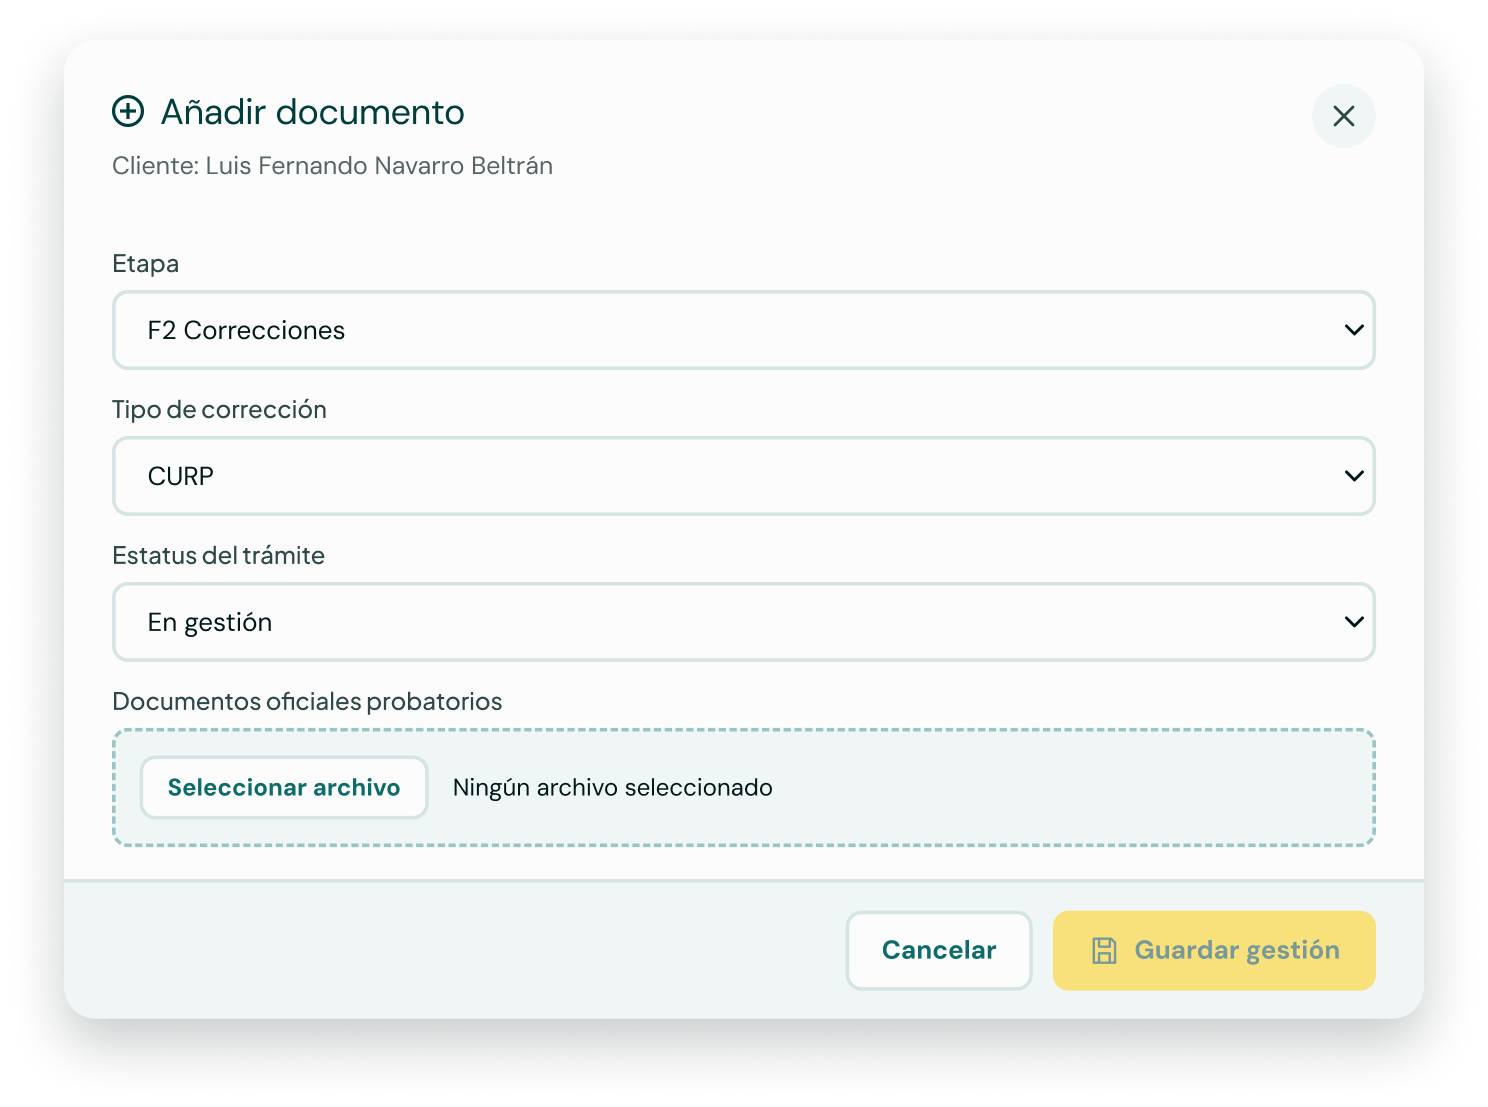 Añadir documento
Cliente: Luis Fernando Navarro Beltrán
Etapa
F2 Correcciones
Tipo de corrección
CURP
Estatus del trámite
En gestión
Documentos oficiales probatorios
Seleccionar archivo Ningún archivo seleccionado
Cancelar Guardar gestión